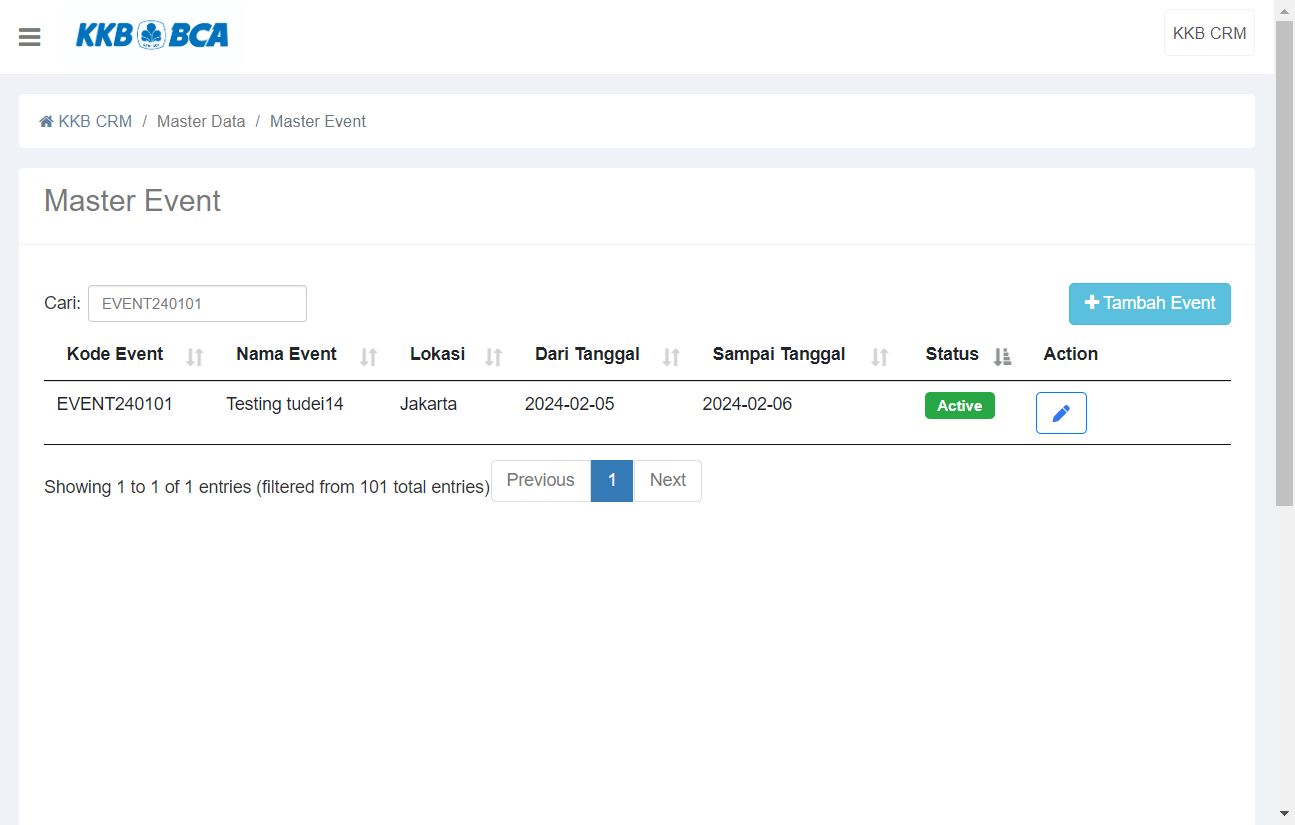 KKB BCA
KKB CRM
KKB CRM / Master Data / Master Event
Master Event
Cari: EVENT240101
Tambah Event
Kode Event Nama Event Lokasi Dari Tanggal Sampai Tanggal Status Action
EVENT240101 Testing tudei14 Jakarta 2024-02-05 2024-02-06 Active
Showing 1 to 1 of 1 entries (filtered from 101 total entries) Previous 1 Next